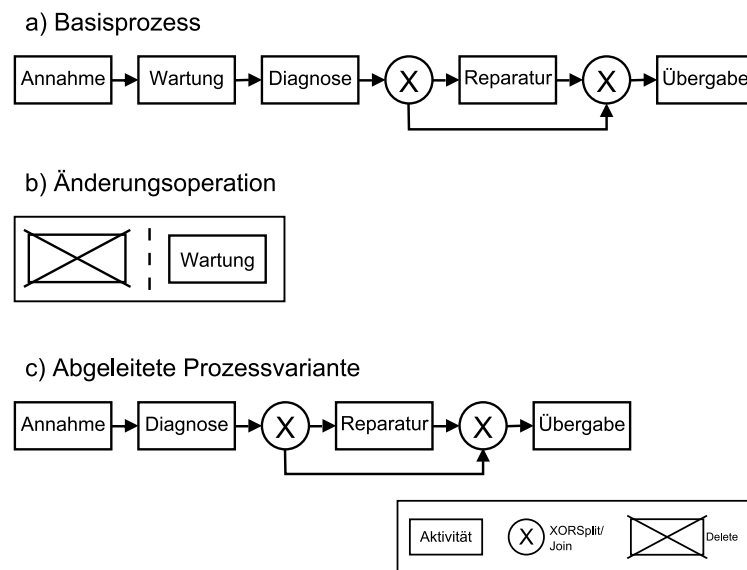 a) Basisprozess
Annahme Wartung Diagnose X Reparatur X Übergabe
b) Änderungsoperation
Wartung
c) Abgeleitete Prozessvariante
Annahme Diagnose X Reparatur X Übergabe
Aktivität X XORSplit/
Join Delete